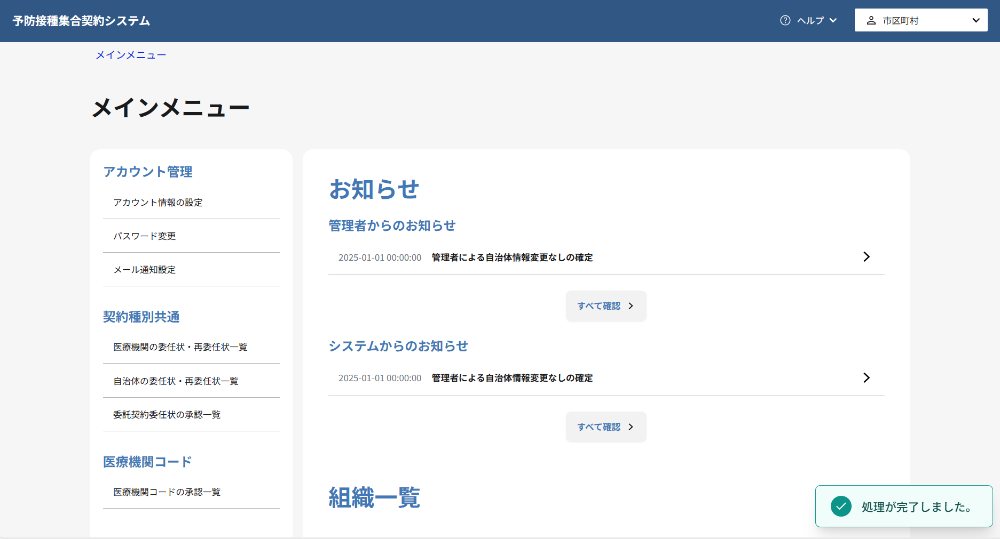 予防接種集合契約システム
ヘルプ
市区町村
メインメニュー
メインメニュー
アカウント管理
アカウント情報の設定
パスワード変更
メール通知設定
契約種別共通
医療機関の委任状・再委任状一覧
自治体の委任状・再委任状一覧
委託契約委任状の承認一覧
医療機関コード
医療機関コードの承認一覧
お知らせ
管理者からのお知らせ
2025-01-01 00:00:00 管理者による自治体情報変更なしの確定
すべて確認
システムからのお知らせ
2025-01-01 00:00:00 管理者による自治体情報変更なしの確定
すべて確認
組織一覧
処理が完了しました。